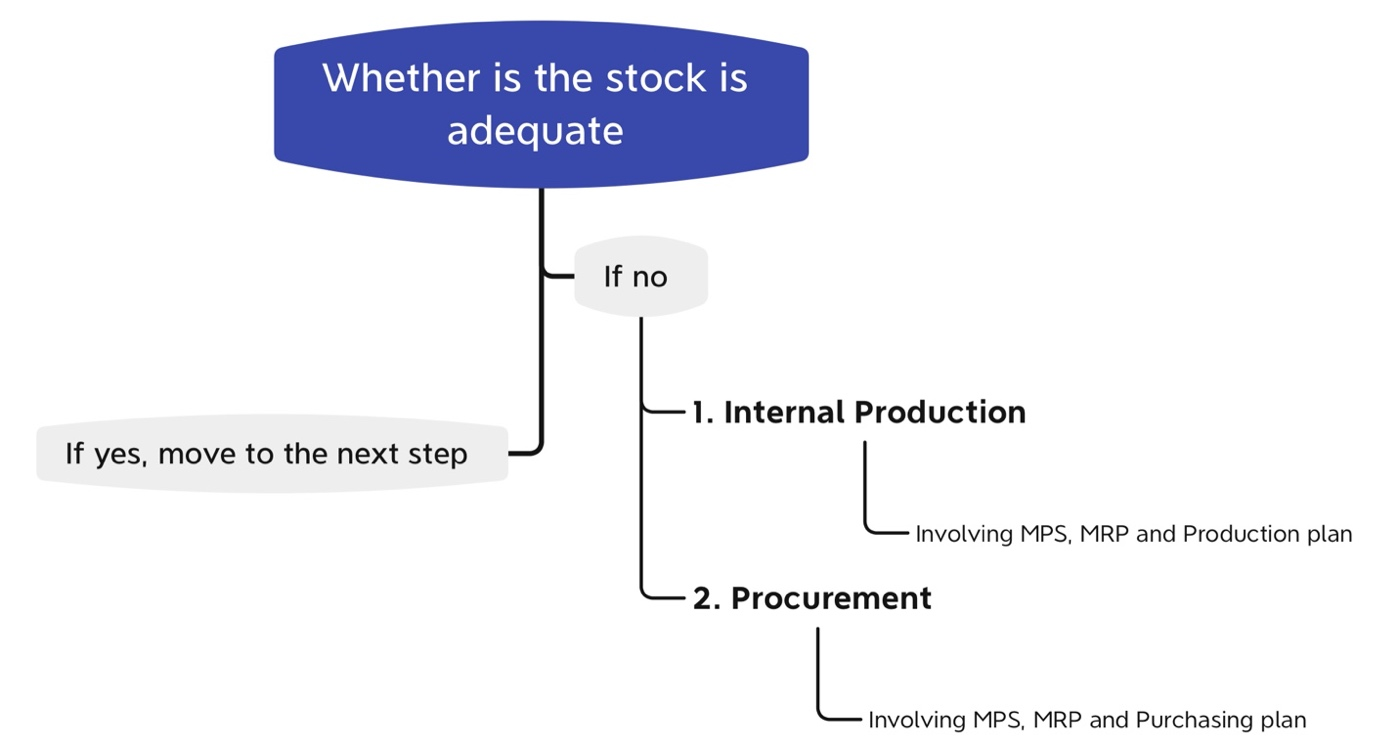 Whether is the stock is
adequate
If no
If yes, move to the next step
1. Internal Production
Involving MPS, MRP and Production plan
2. Procurement
Involving MPS, MRP and Purchasing plan